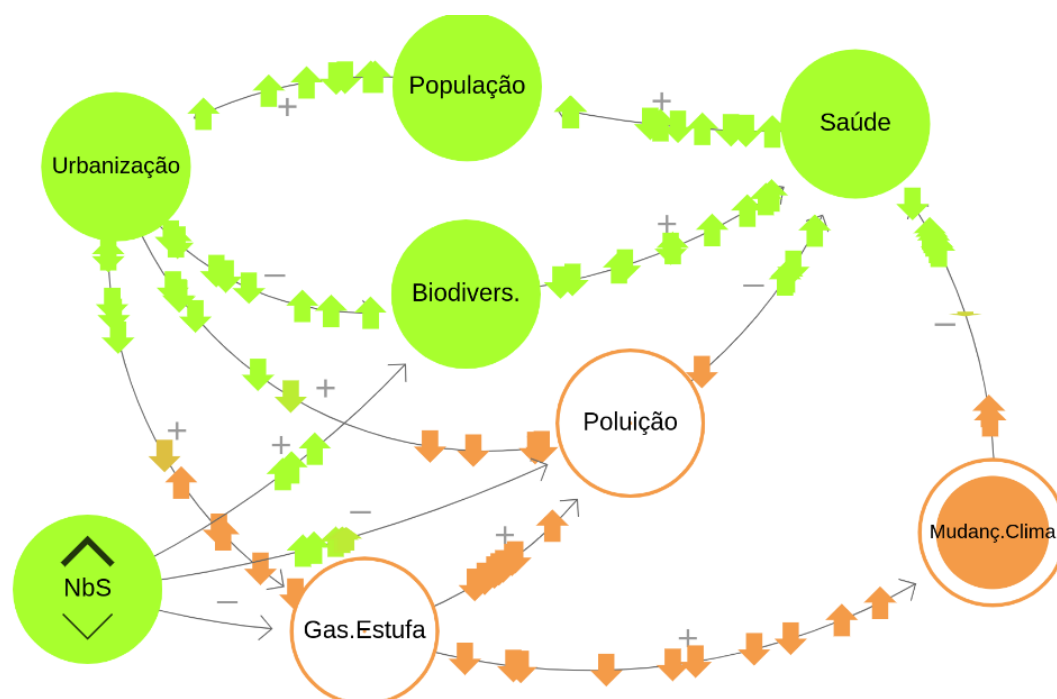 População
+
+
Saúde
Urbanização
+
−
Biodivers.
−
−
+
Poluição
+
+
−
+
Mudanç.Clima
NbS
−
Gas.Estufa
+